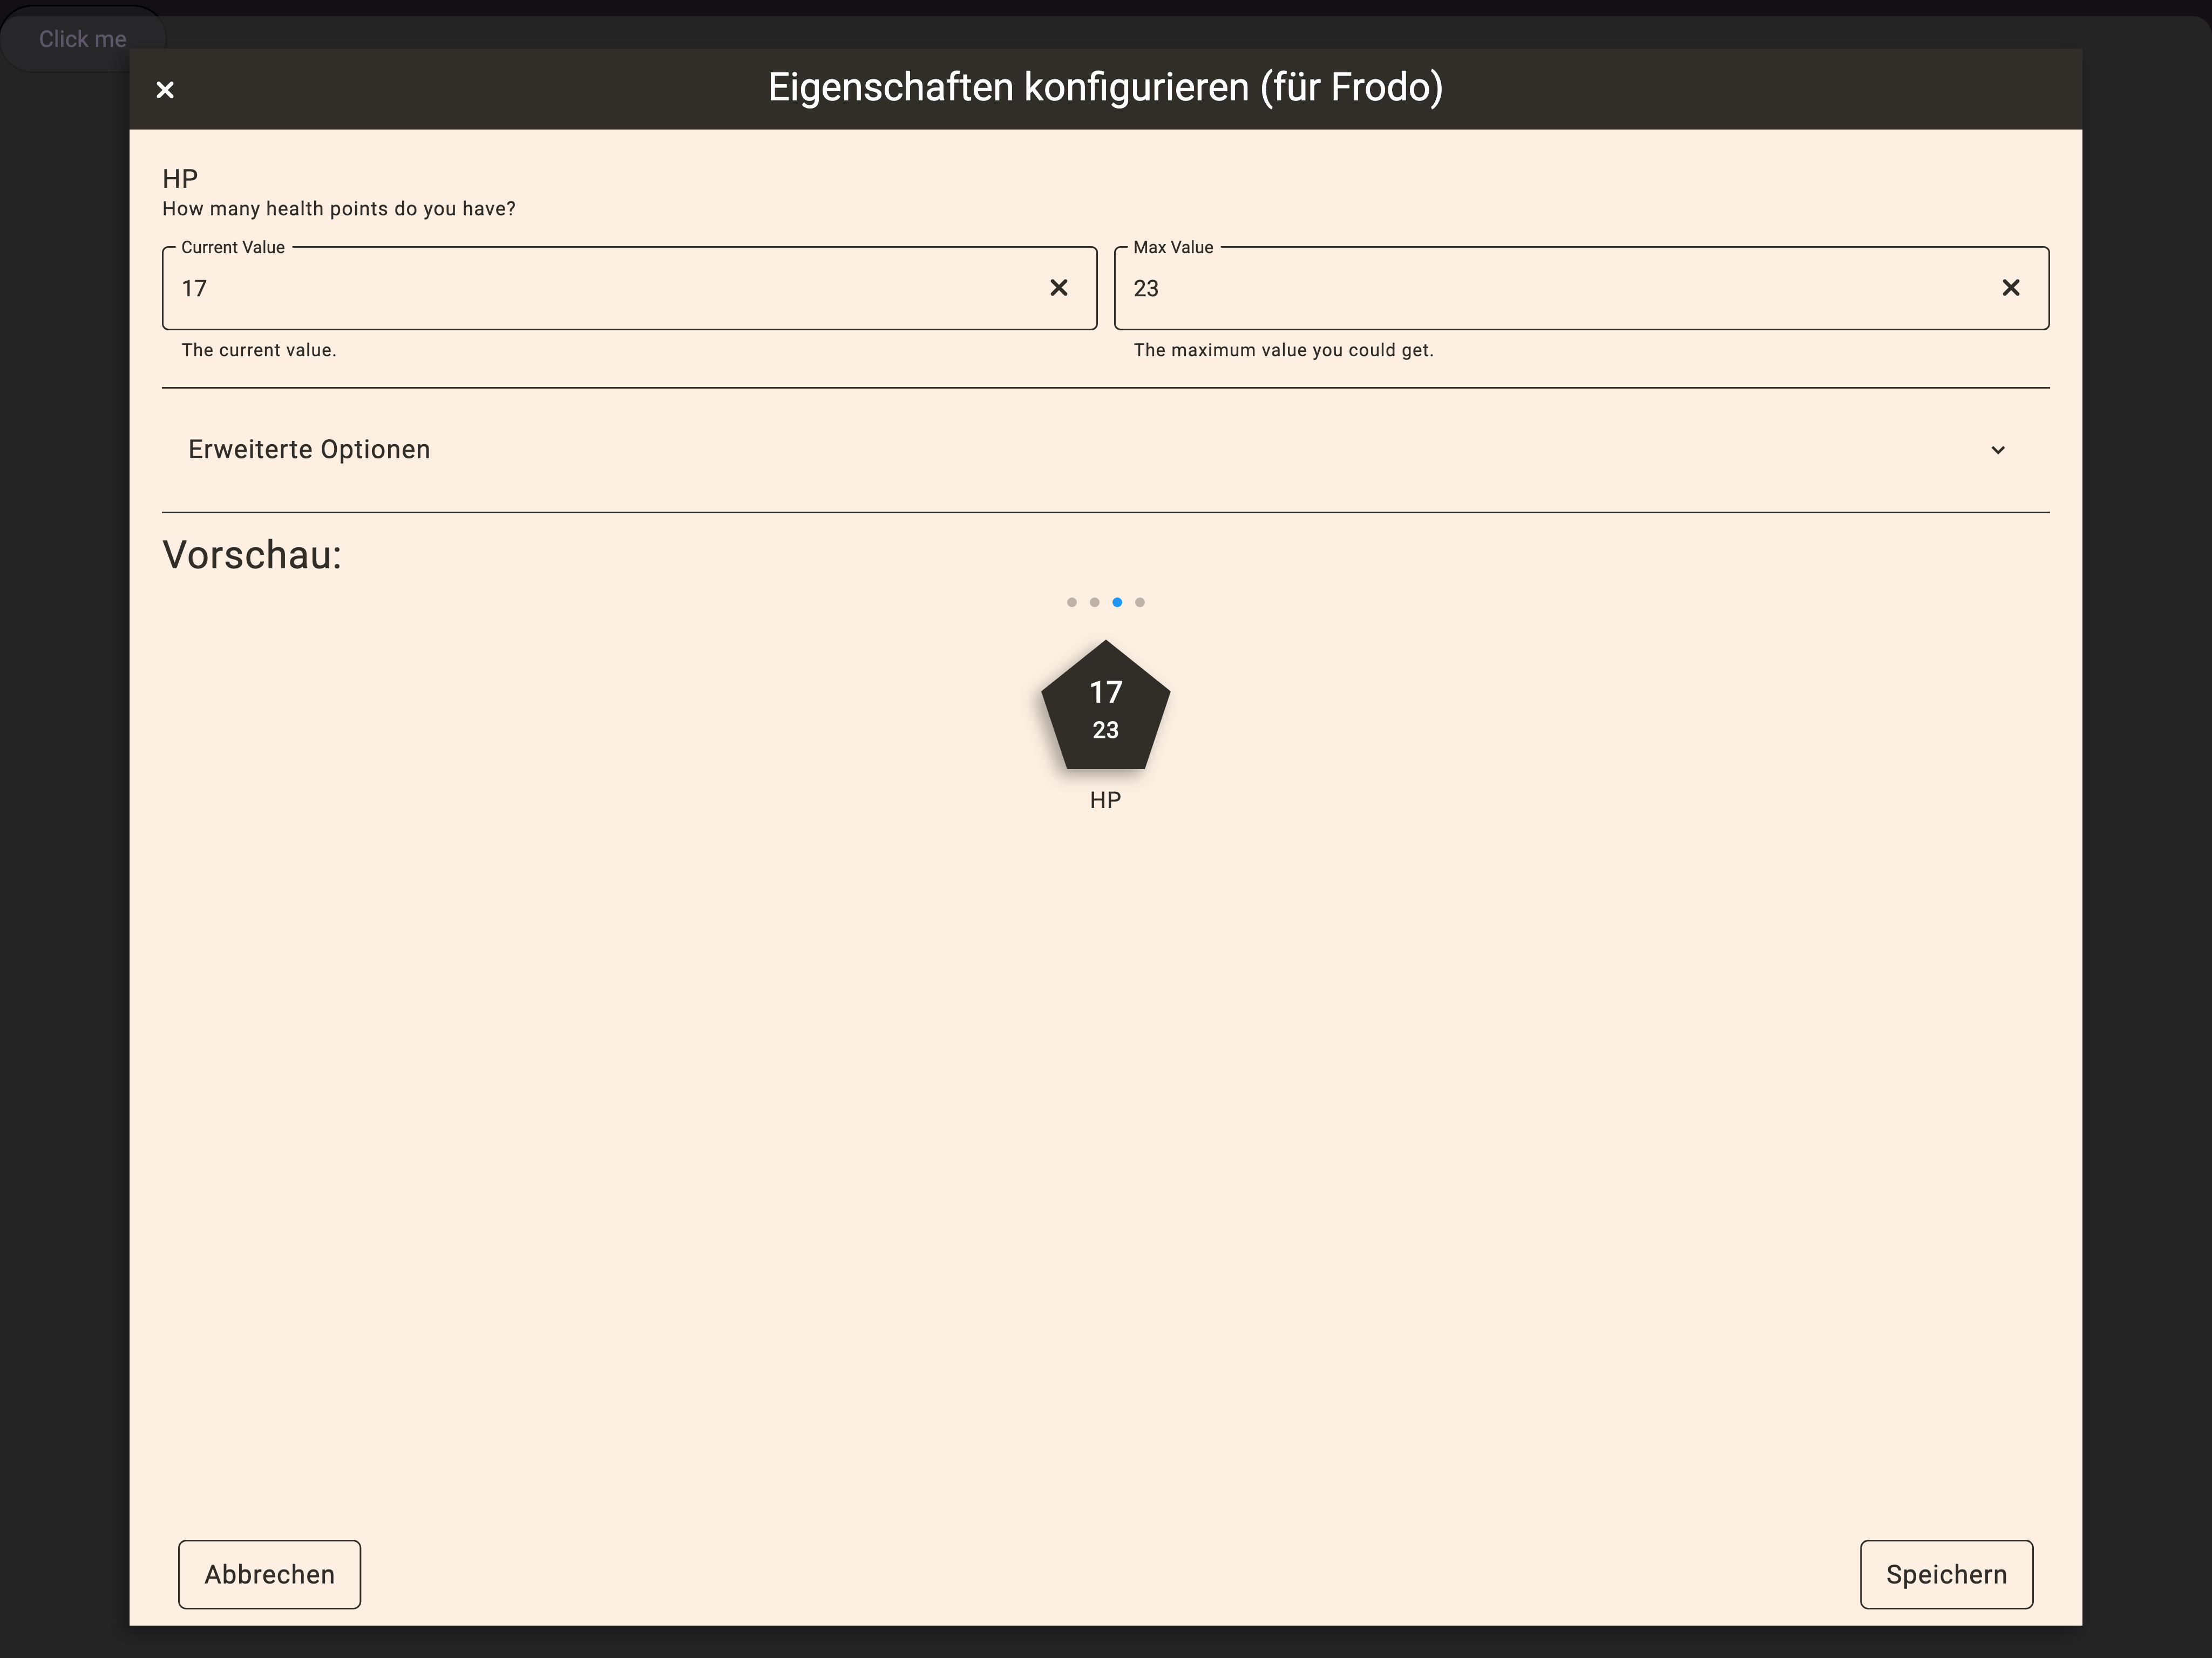 Click me
Eigenschaften konfigurieren (für Frodo)
HP
How many health points do you have?
Current Value
17
The current value.
Max Value
23
The maximum value you could get.
Erweiterte Optionen
Vorschau:
17
23
HP
Abbrechen
Speichern